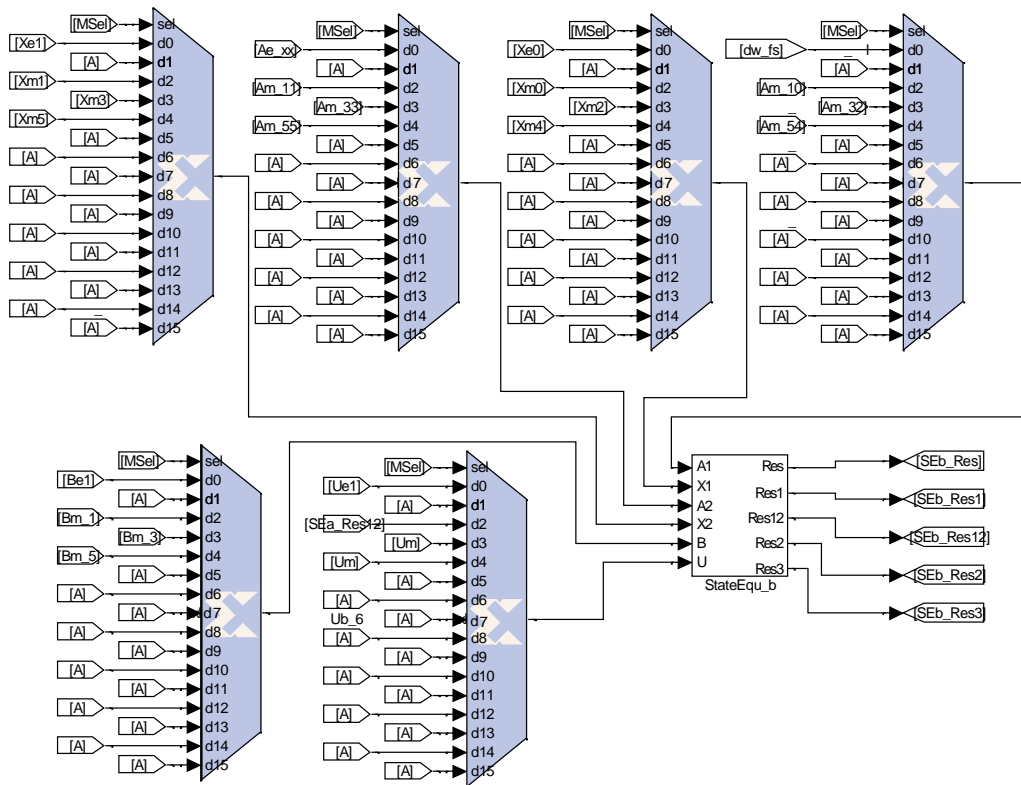 [MSel] sel
[Xe1] d0
[A] d1
[Xm1] d2
[Xm3] d3
[Xm5] d4
[A] d5
[A] d6
[A] d7
[A] d8
[A] d9
[A] d10
[A] d11
[A] d12
[A] d13
[A] d14
[A] d15
[MSel] sel
[Ae_xx] d0
[A] d1
[Am_11] d2
[Am_33] d3
[Am_55] d4
[A] d5
[A] d6
[A] d7
[A] d8
[A] d9
[A] d10
[A] d11
[A] d12
[A] d13
[A] d14
[A] d15
[MSel] sel
[Xe0] d0
[A] d1
[Xm0] d2
[Xm2] d3
[Xm4] d4
[A] d5
[A] d6
[A] d7
[A] d8
[A] d9
[A] d10
[A] d11
[A] d12
[A] d13
[A] d14
[A] d15
[MSel] sel
[dw_fs] d0
[A] d1
[Am_10] d2
[Am_32] d3
[Am_54] d4
[A] d5
[A] d6
[A] d7
[A] d8
[A] d9
[A] d10
[A] d11
[A] d12
[A] d13
[A] d14
[A] d15
[MSel] sel
[Be1] d0
[A] d1
[Bm_1] d2
[Bm_3] d3
[Bm_5] d4
[A] d5
[A] d6
[A] d7
[A] d8
[A] d9
[A] d10
[A] d11
[A] d12
[A] d13
[A] d14
[A] d15
[MSel] sel
[Ue1] d0
[A] d1
[SEa_Res12] d2
[Um] d3
[Um] d4
[A] d5
[A] d6
Ub_6 [A] d7
[A] d8
[A] d9
[A] d10
[A] d11
[A] d12
[A] d13
[A] d14
[A] d15
A1 Res [SEb_Res]
X1 Res1 [SEb_Res1]
A2 Res12 [SEb_Res12]
X2 Res2 [SEb_Res2]
B Res3 [SEb_Res3]
U
StateEqu_b